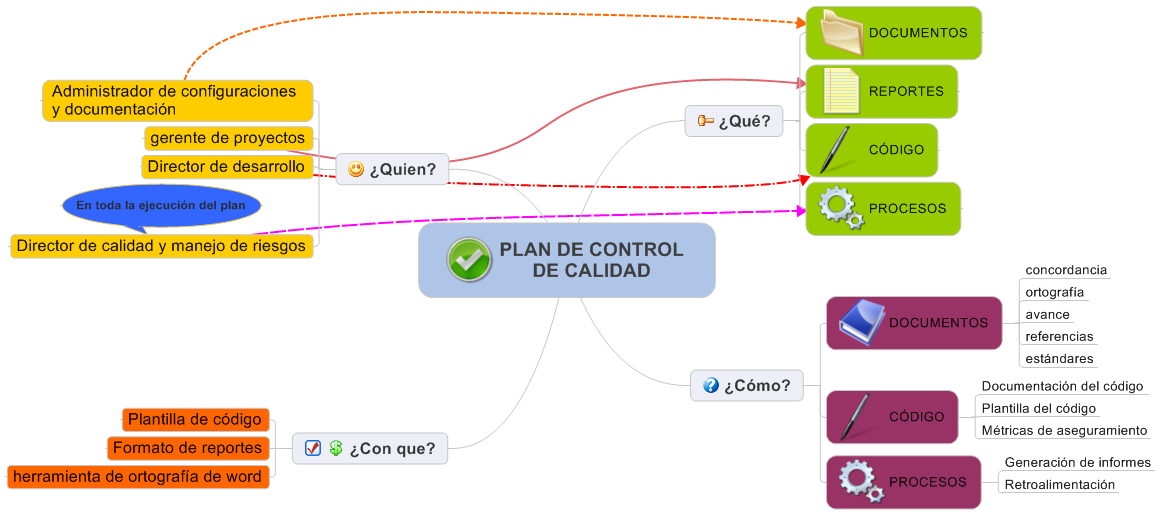 PLAN DE CONTROL
DE CALIDAD
¿Quien?
Administrador de configuraciones
y documentación
gerente de proyectos
Director de desarrollo
En toda la ejecución del plan
Director de calidad y manejo de riesgos
¿Qué?
DOCUMENTOS
REPORTES
CÓDIGO
PROCESOS
¿Cómo?
DOCUMENTOS
concordancia
ortografía
avance
referencias
estándares
CÓDIGO
Documentación del código
Plantilla del código
Métricas de aseguramiento
PROCESOS
Generación de informes
Retroalimentación
¿Con que?
Plantilla de código
Formato de reportes
herramienta de ortografía de word